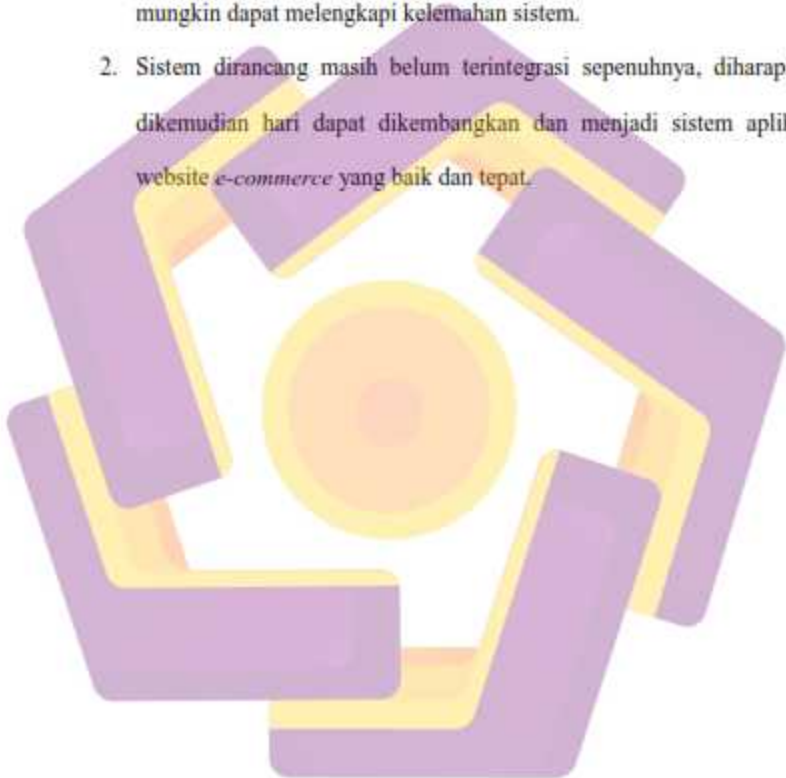 mungkin dapat melengkapi kelemahan sistem.
2. Sistem dirancang masih belum terintegrasi sepenuhnya, diharap
dikemudian hari dapat dikembangkan dan menjadi sistem apli
website e-commerce yang baik dan tepat.